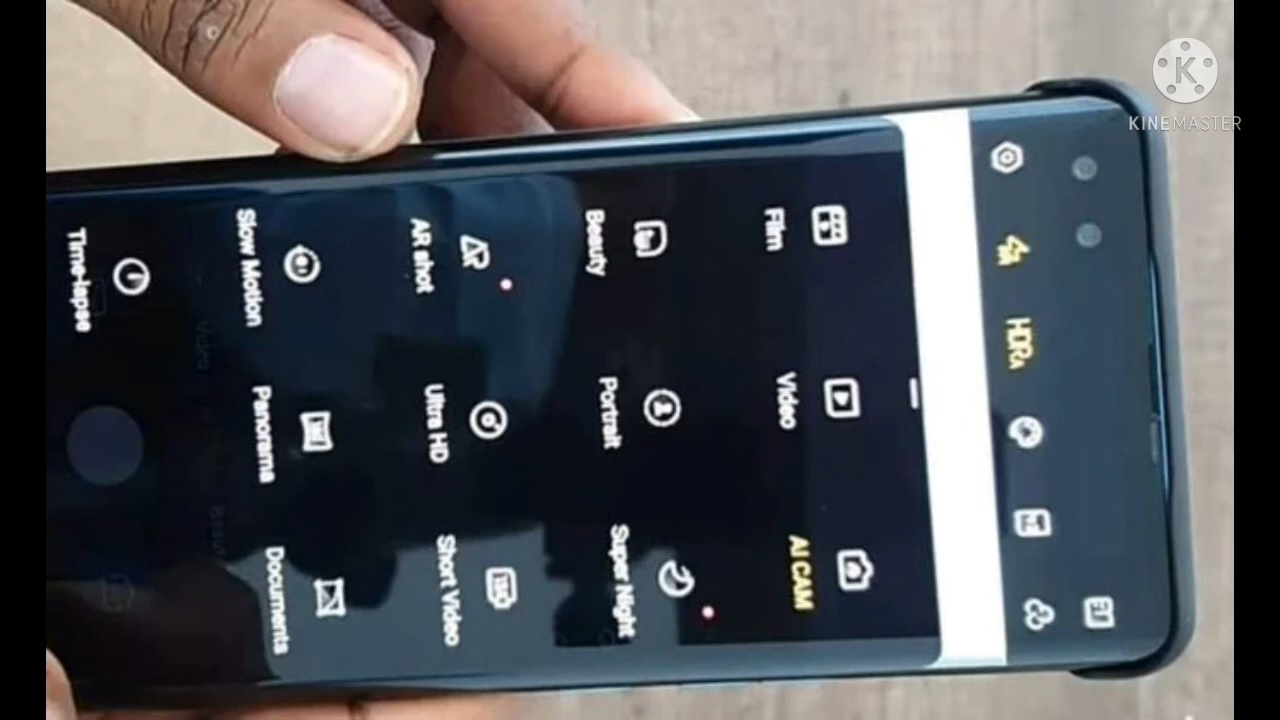 K
KINEMASTER
HDRA
Film
Video
AI CAM
Beauty
Portrait
Super Night
AR shot
Ultra HD
Short Video
Slow Motion
Panorama
Documents
Time-lapse